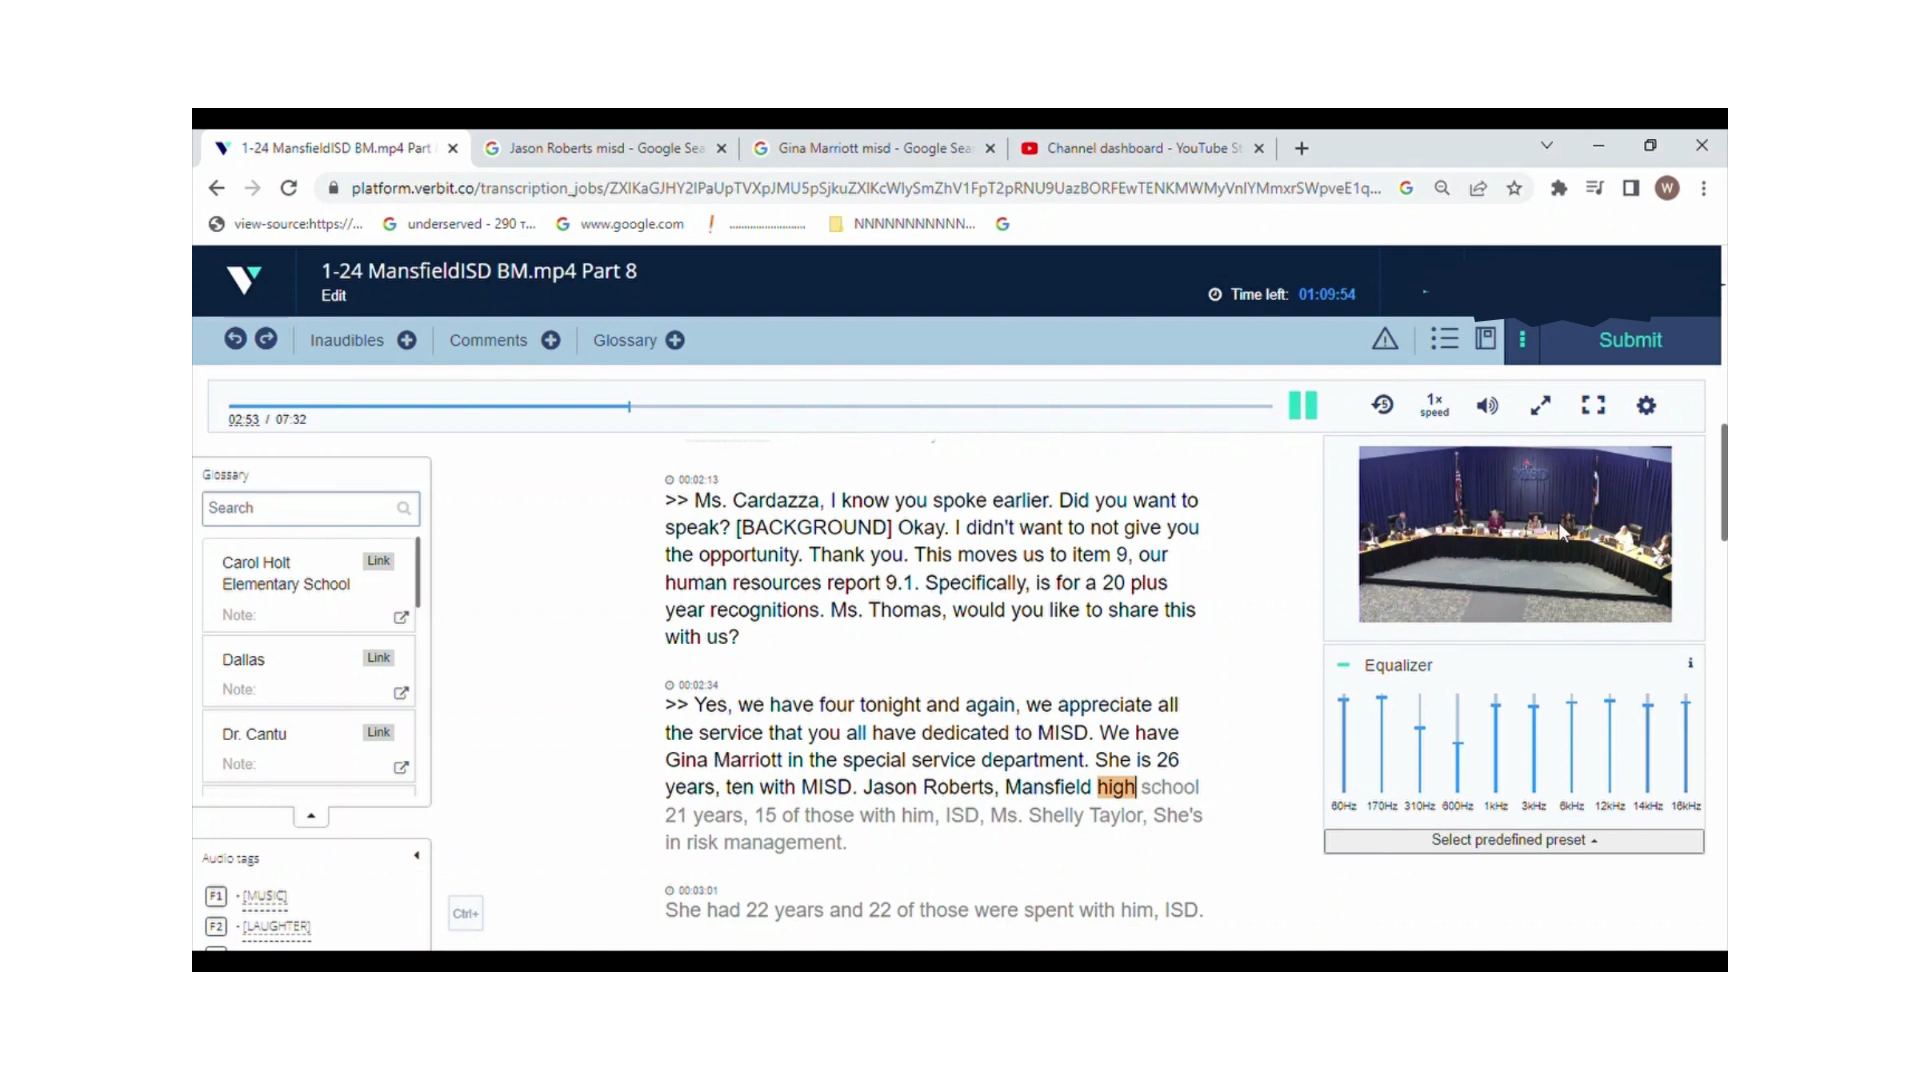 1-24 MansfieldISD BM.mp4 Part
Jason Roberts misd - Google Sea
Gina Marriott misd - Google Sea
Channel dashboard - YouTube St
platform.verbit.co/transcription_jobs/ZXlKaGJHY2lPaUpTVXpJMU5pSjkuZXlKcWlySmZhV1FpT2pRNU9UazBORFEwTENKMWMyVnlYMmxrSWpveE1q...
W
view-source:https://...
underserved - 290 т...
www.google.com
NNNNNNNNNNN...
1-24 MansfieldISD BM.mp4 Part 8
Edit
Time left: 01:09:54
Inaudibles
Comments
Glossary
Submit
02:53 / 07:32
5
1x
speed
Glossary
Search
Carol Holt
Elementary School
Link
Note:
Dallas
Link
Note:
Dr. Cantu
Link
Note:
Audio tags
F1 - [MUSIC]
F2 - [LAUGHTER]
Ctrl+
00:02:13
>> Ms. Cardazza, I know you spoke earlier. Did you want to
speak? [BACKGROUND] Okay. I didn't want to not give you
the opportunity. Thank you. This moves us to item 9, our
human resources report 9.1. Specifically, is for a 20 plus
year recognitions. Ms. Thomas, would you like to share this
with us?
00:02:34
>> Yes, we have four tonight and again, we appreciate all
the service that you all have dedicated to MISD. We have
Gina Marriott in the special service department. She is 26
years, ten with MISD. Jason Roberts, Mansfield high school
21 years, 15 of those with him, ISD, Ms. Shelly Taylor, She's
in risk management.
00:03:01
She had 22 years and 22 of those were spent with him, ISD.
Equalizer
60Hz 170Hz 310Hz 600Hz 1kHz 3kHz 6kHz 12kHz 14kHz 16kHz
Select predefined preset